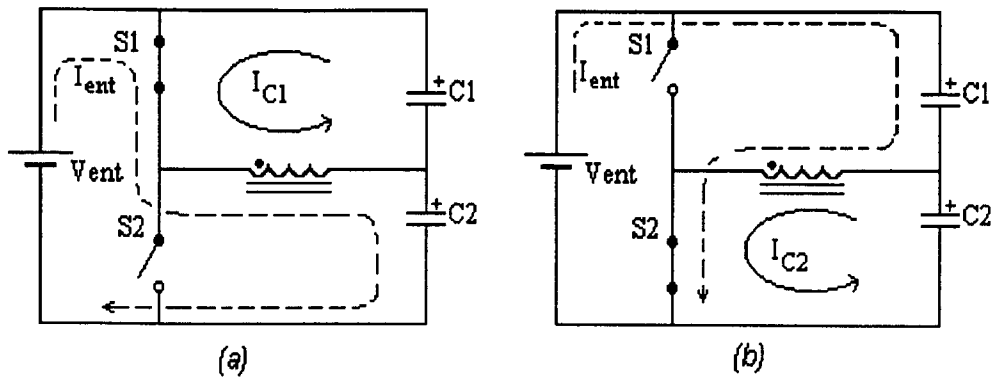 S1
I_ent
I_C1
+
C1
Vent
+
C2
S2
(a)
S1
I_ent
+
C1
Vent
+
C2
S2
I_C2
(b)